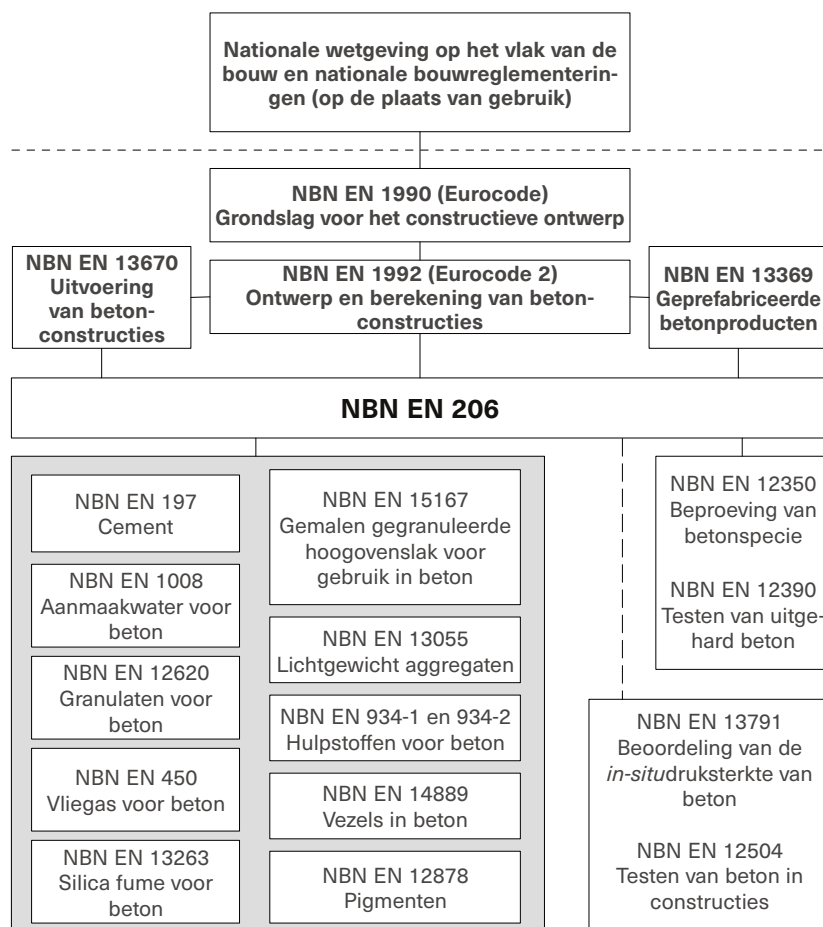 Nationale wetgeving op het vlak van de
bouw en nationale bouwreglementerin-
gen (op de plaats van gebruik)
NBN EN 1990 (Eurocode)
Grondslag voor het constructieve ontwerp
NBN EN 13670
Uitvoering
van beton-
constructies
NBN EN 1992 (Eurocode 2)
Ontwerp en berekening van beton-
constructies
NBN EN 13369
Geprefabriceerde
betonproducten
NBN EN 206
NBN EN 197
Cement
NBN EN 1008
Aanmaakwater voor
beton
NBN EN 12620
Granulaten voor
beton
NBN EN 450
Vliegas voor beton
NBN EN 13263
Silica fume voor
beton
NBN EN 15167
Gemalen gegranuleerde
hoogovenslak voor
gebruik in beton
NBN EN 13055
Lichtgewicht aggregaten
NBN EN 934-1 en 934-2
Hulpstoffen voor beton
NBN EN 14889
Vezels in beton
NBN EN 12878
Pigmenten
NBN EN 12350
Beproeving van
betonspecie
NBN EN 12390
Testen van uitge-
hard beton
NBN EN 13791
Beoordeling van de
in-situdruksterkte van
beton
NBN EN 12504
Testen van beton in
constructies